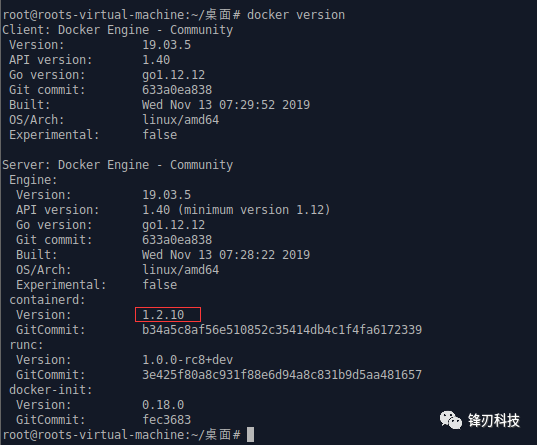 root@roots-virtual-machine:~/桌面# docker version
Client: Docker Engine - Community
 Version:           19.03.5
 API version:       1.40
 Go version:        go1.12.12
 Git commit:        633a0ea838
 Built:             Wed Nov 13 07:29:52 2019
 OS/Arch:           linux/amd64
 Experimental:      false

Server: Docker Engine - Community
 Engine:
  Version:          19.03.5
  API version:      1.40 (minimum version 1.12)
  Go version:       go1.12.12
  Git commit:       633a0ea838
  Built:            Wed Nov 13 07:28:22 2019
  OS/Arch:          linux/amd64
  Experimental:     false
 containerd:
  Version:          1.2.10
  GitCommit:        b34a5c8af56e510852c35414db4c1f4fa6172339
 runc:
  Version:          1.0.0-rc8+dev
  GitCommit:        3e425f80a8c931f88e6d94a8c831b9d5aa481657
 docker-init:
  Version:          0.18.0
  GitCommit:        fec3683
root@roots-virtual-machine:~/桌面#
锋刃科技